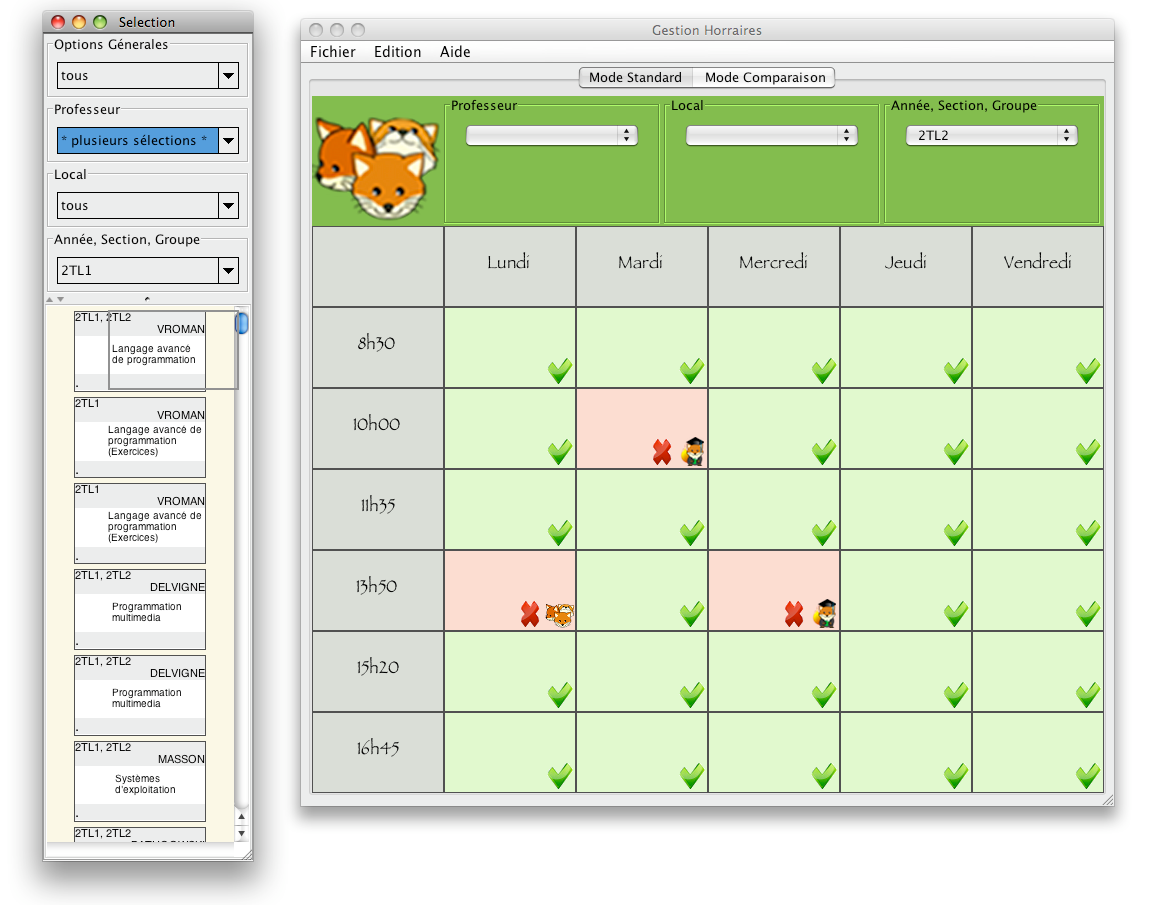 Selection
Options Génerales
tous
Professeur
* plusieurs sélections *
Local
tous
Année, Section, Groupe
2TL1
2TL1, 2TL2
VROMAN
Langage avancé
de programmation
.
2TL1
VROMAN
Langage avancé de
programmation
(Exercices)
.
2TL1
VROMAN
Langage avancé de
programmation
(Exercices)
.
2TL1, 2TL2
DELVIGNE
Programmation
multimedia
.
2TL1, 2TL2
DELVIGNE
Programmation
multimedia
.
2TL1, 2TL2
MASSON
Systèmes
d'exploitation
.
2TL1, 2TL2
Gestion Horraires
Fichier Edition Aide
Mode Standard Mode Comparaison
Professeur Local Année, Section, Groupe
2TL2
Lundi Mardi Mercredi Jeudi Vendredi
8h30
10h00
11h35
13h50
15h20
16h45